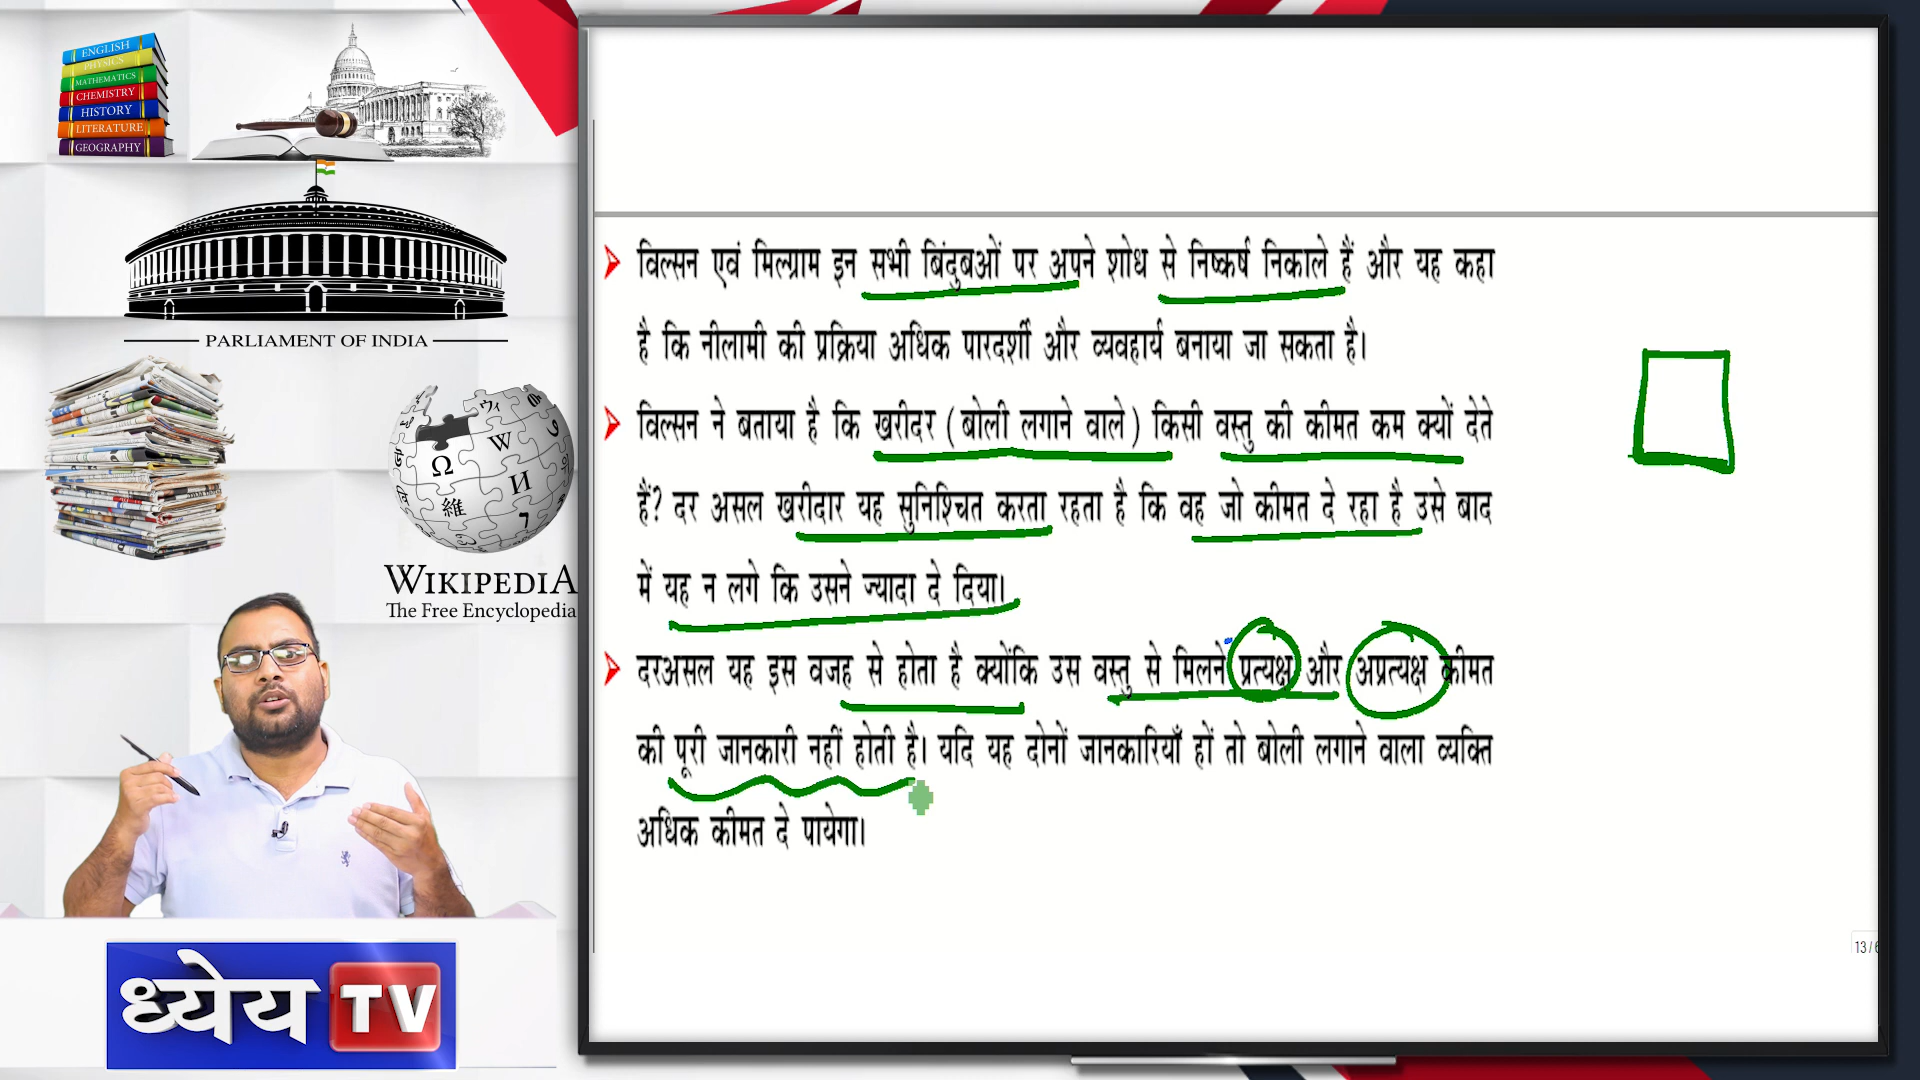 ENGLISH
PHYSICS
MATHEMATICS
CHEMISTRY
HISTORY
LITERATURE
GEOGRAPHY
PARLIAMENT OF INDIA
Ω
W
И
維
WIKIPEDIA
The Free Encyclopedia
ध्येय TV
विल्सन एवं मिल्ग्राम इन सभी बिंदुबओं पर अपने शोध से निष्कर्ष निकाले हैं और यह कहा
है कि नीलामी की प्रक्रिया अधिक पारदर्शी और व्यवहार्य बनाया जा सकता है।
विल्सन ने बताया है कि खरीदर (बोली लगाने वाले) किसी वस्तु की कीमत कम क्यों देते
हैं? दर असल खरीदार यह सुनिश्चित करता रहता है कि वह जो कीमत दे रहा है उसे बाद
में यह न लगे कि उसने ज्यादा दे दिया।
दरअसल यह इस वजह से होता है क्योंकि उस वस्तु से मिलने प्रत्यक्ष और अप्रत्यक्ष कीमत
की पूरी जानकारी नहीं होती है। यदि यह दोनों जानकारियाँ हों तो बोली लगाने वाला व्यक्ति
अधिक कीमत दे पायेगा।
13 / 6